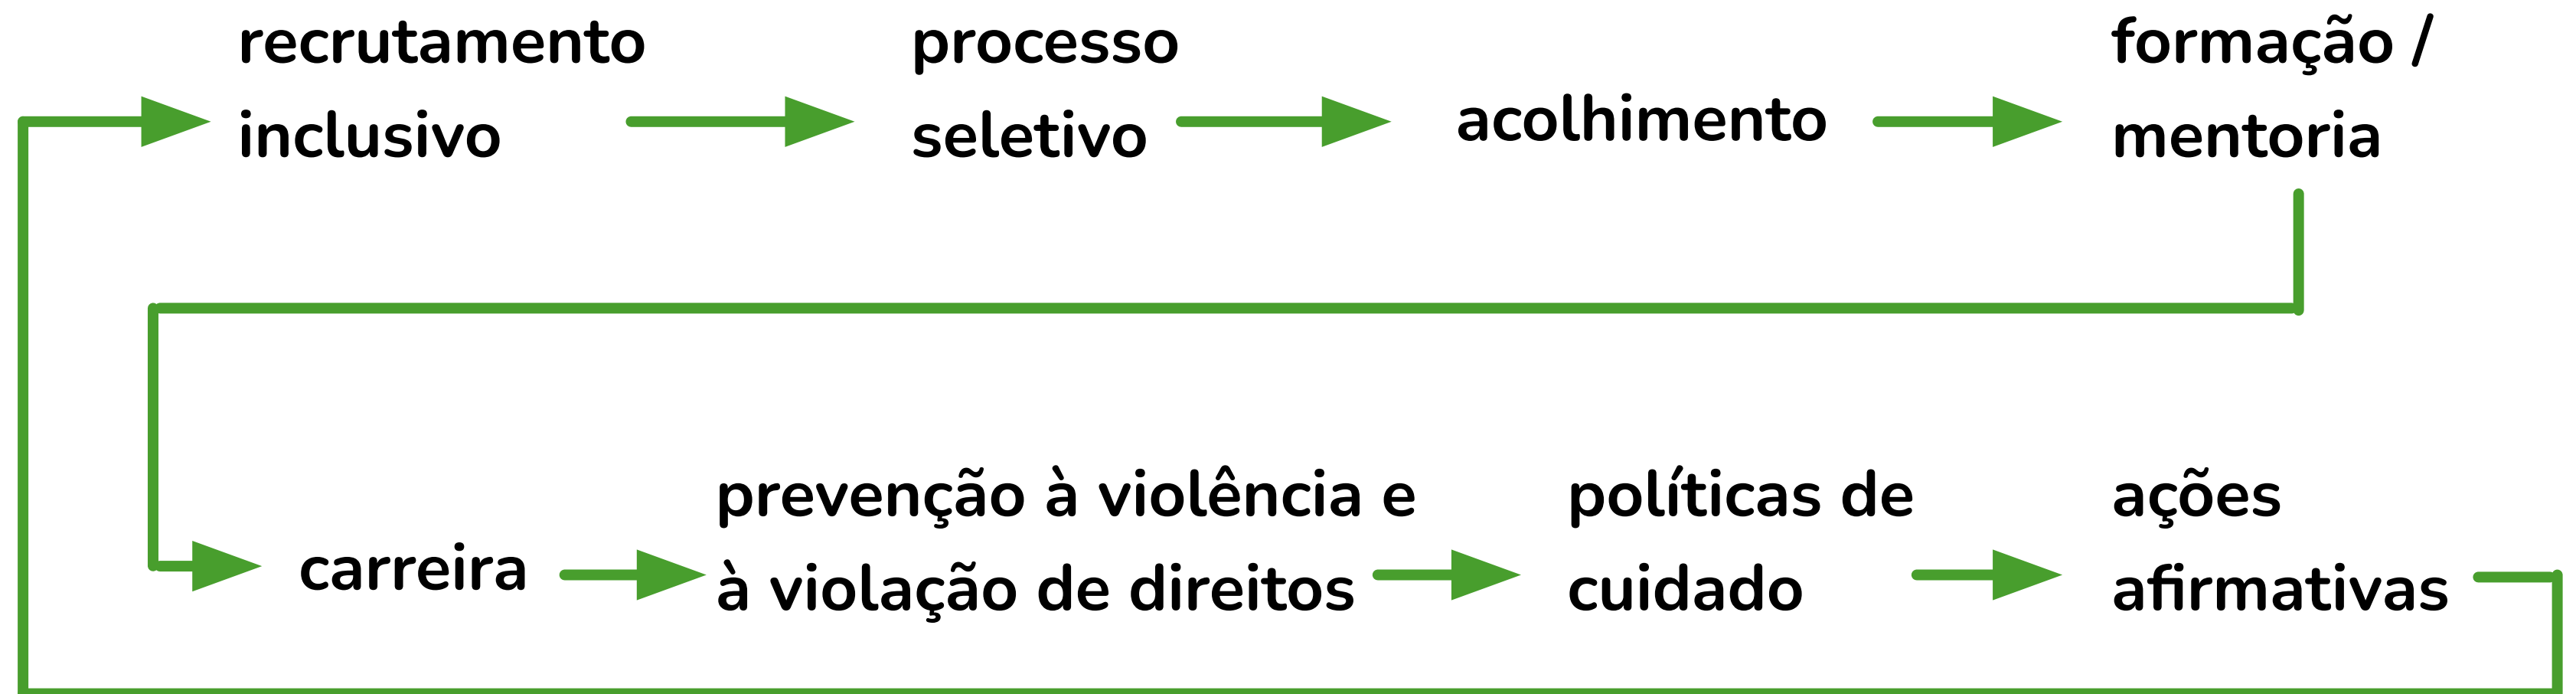 recrutamento
inclusivo
processo
seletivo
acolhimento
formação /
mentoria
carreira
prevenção à violência e
à violação de direitos
políticas de
cuidado
ações
afirmativas